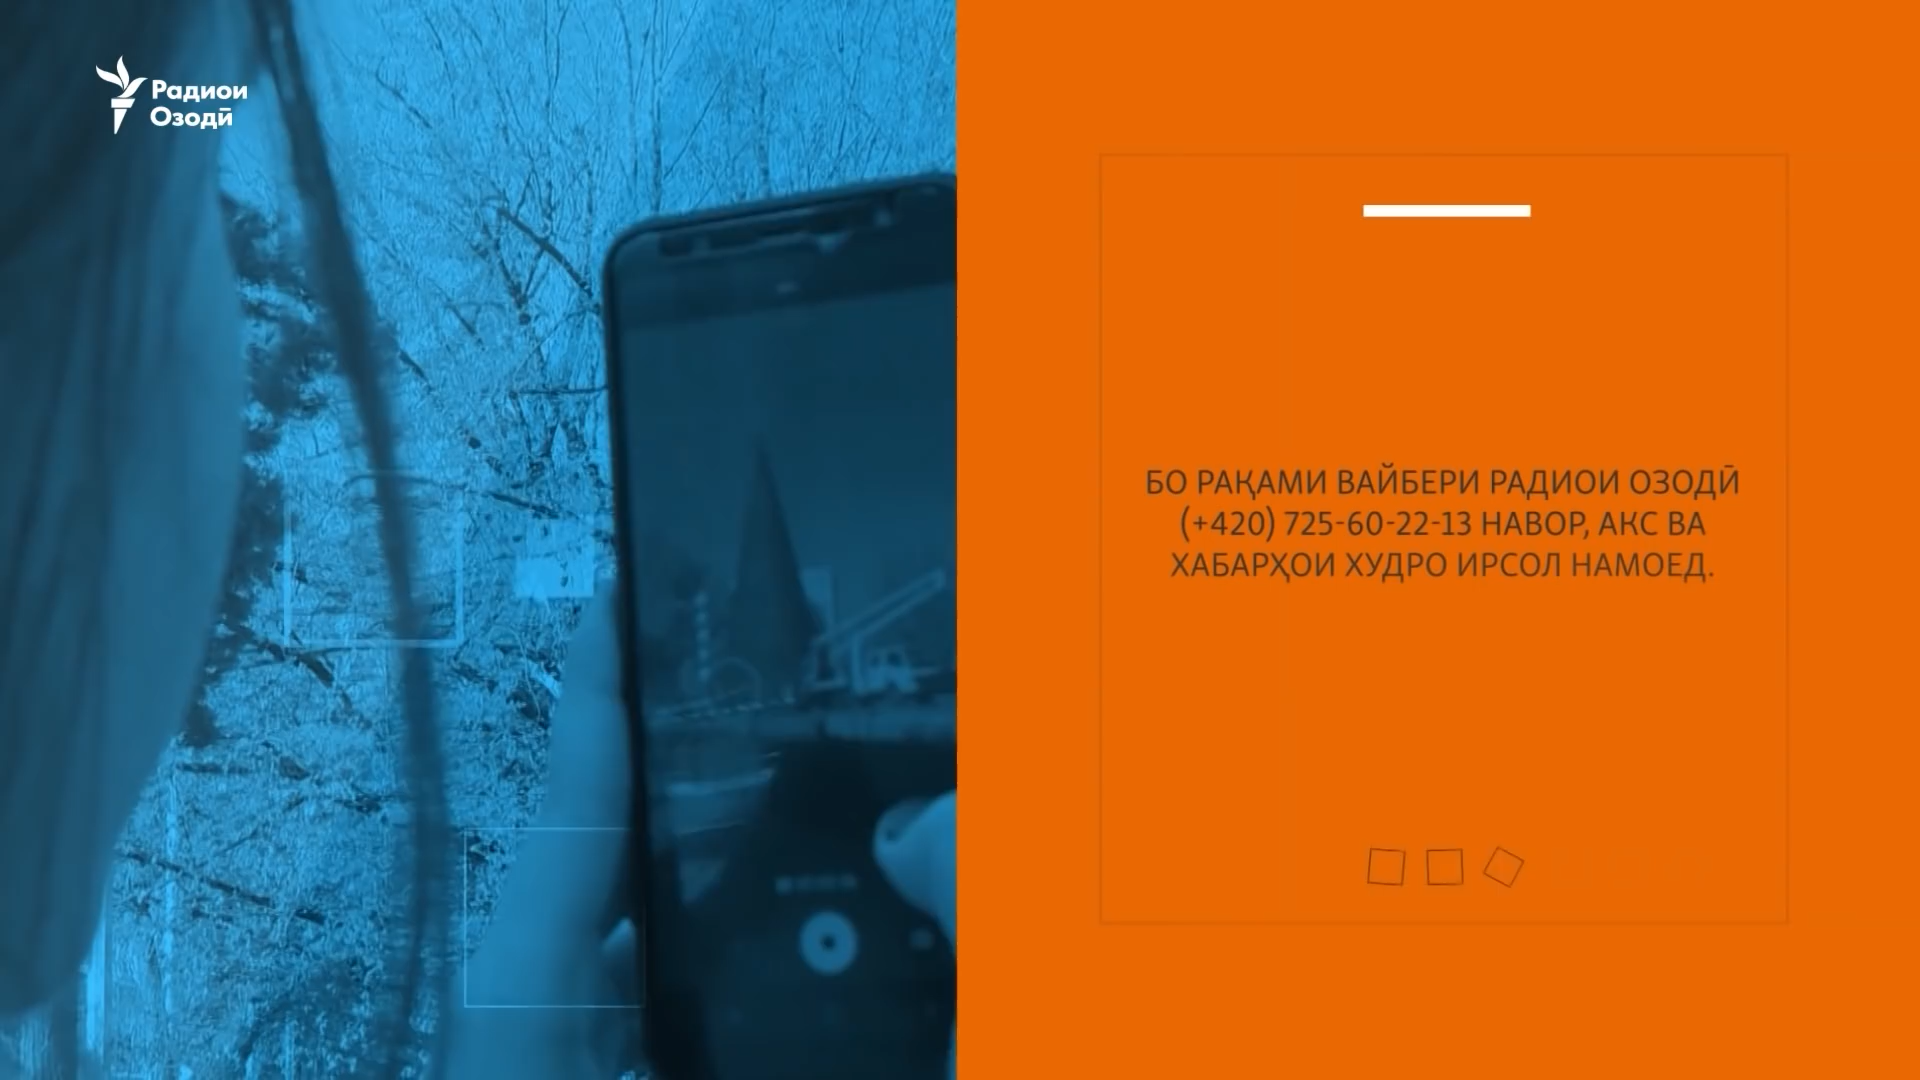 Радиои
Озодӣ
БО РАҚАМИ ВАЙБЕРИ РАДИОИ ОЗОДӢ
(+420) 725-60-22-13 НАВОР, АКС ВА
ХАБАРҲОИ ХУДРО ИРСОЛ НАМОЕД.